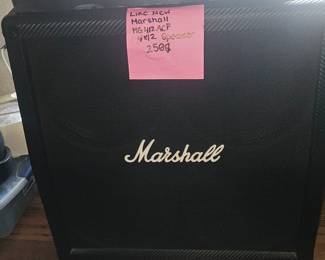 Like New
Marshall
MG412ACF
4x12 Speaker
250$
Marshall